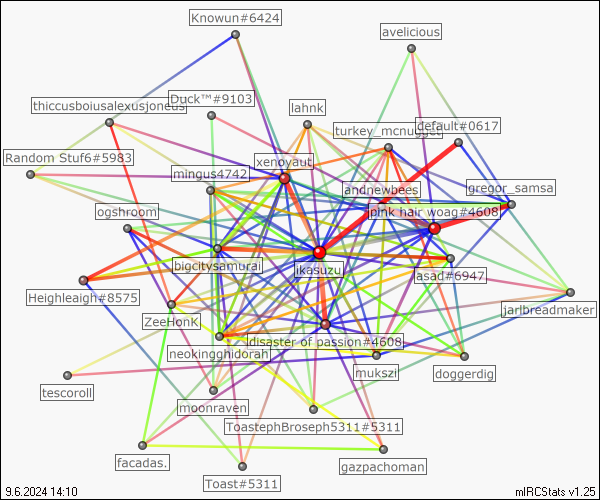 Knowun#6424
avelicious
Duck™#9103
thiccusboiusalexusjoneus
lahnk
default#0617
turkey_mcnugget
Random Stuf6#5983
xenoyaut
mingus4742
andnewbees
gregor_samsa
ogshroom
pink hair woag#4608
bigcitysamurai
ikasuzu
asad#6947
Heighleaigh#8575
jarlbreadmaker
ZeeHonK
disaster of passion#4608
neokingghidorah
mukszi
doggerdig
tescoroll
moonraven
ToastephBroseph5311#5311
facadas.
gazpachoman
Toast#5311
9.6.2024 14:10
mIRCStats v1.25